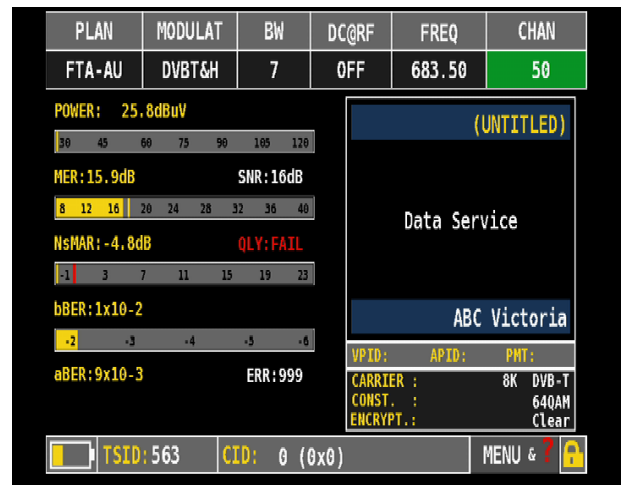 PLAN MODULAT BW DC@RF FREQ CHAN
FTA-AU DVBT&H 7 OFF 683.50 50
POWER: 25.8dBuV
30 45 60 75 90 105 120
MER:15.9dB SNR:16dB
8 12 16 20 24 28 32 36 40
NsMAR:-4.8dB QLY:FAIL
-1 3 7 11 15 19 23
bBER:1x10-2
-2 -3 -4 -5 -6
aBER:9x10-3 ERR:999
(UNTITLED)
Data Service
ABC Victoria
VPID: APID: PMT:
CARRIER : 8K DVB-T
CONST. : 64QAM
ENCRYPT.: Clear
TSID:563 CID: 0 (0x0) MENU & ?